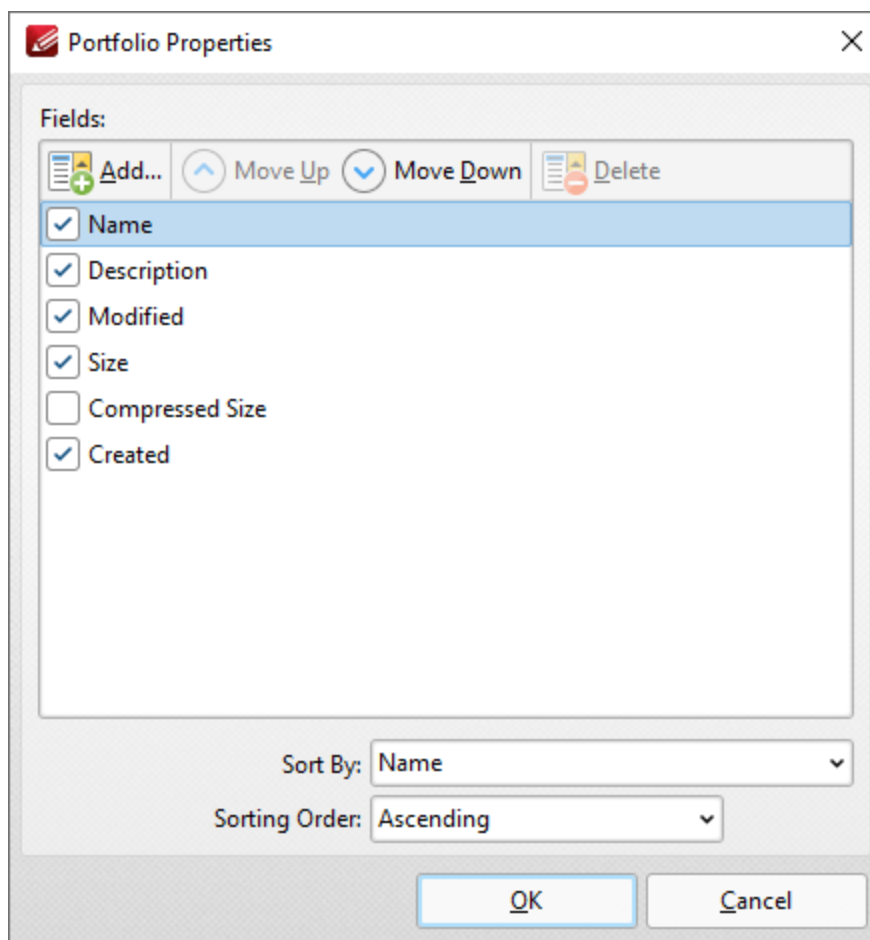 Portfolio Properties
Fields:
Add... Move Up Move Down Delete
Name
Description
Modified
Size
Compressed Size
Created
Sort By: Name
Sorting Order: Ascending
OK Cancel